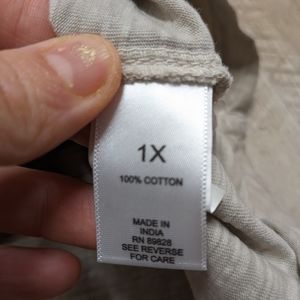 1X
100% COTTON
MADE IN
INDIA
RN 89828
SEE REVERSE
FOR CARE